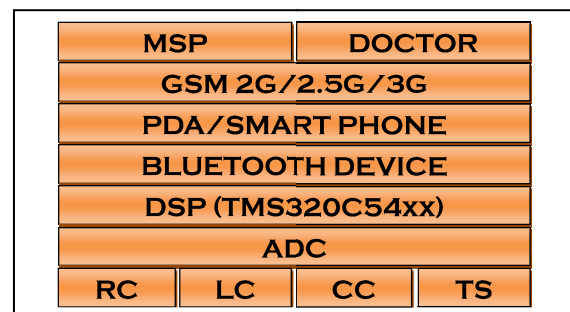 MSP DOCTOR
GSM 2G/2.5G/3G
PDA/SMART PHONE
BLUETOOTH DEVICE
DSP (TMS320C54xx)
ADC
RC LC CC TS